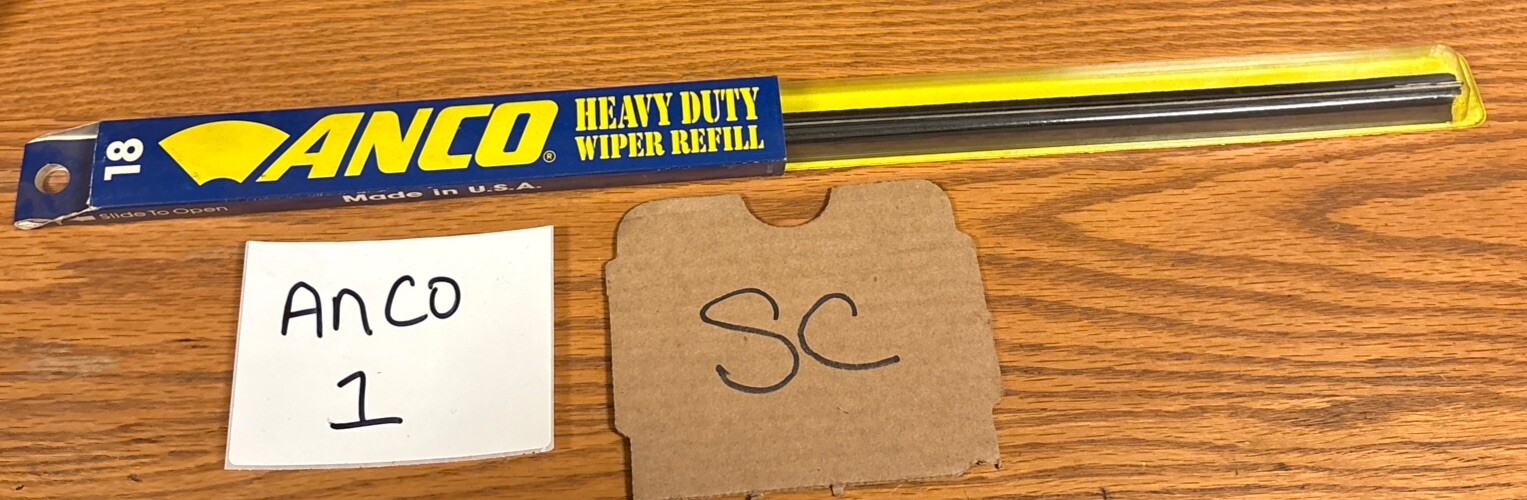 18
ANCO®
HEAVY DUTY
WIPER REFILL
Made in U.S.A.
Slide To Open
AnCO
1
SC